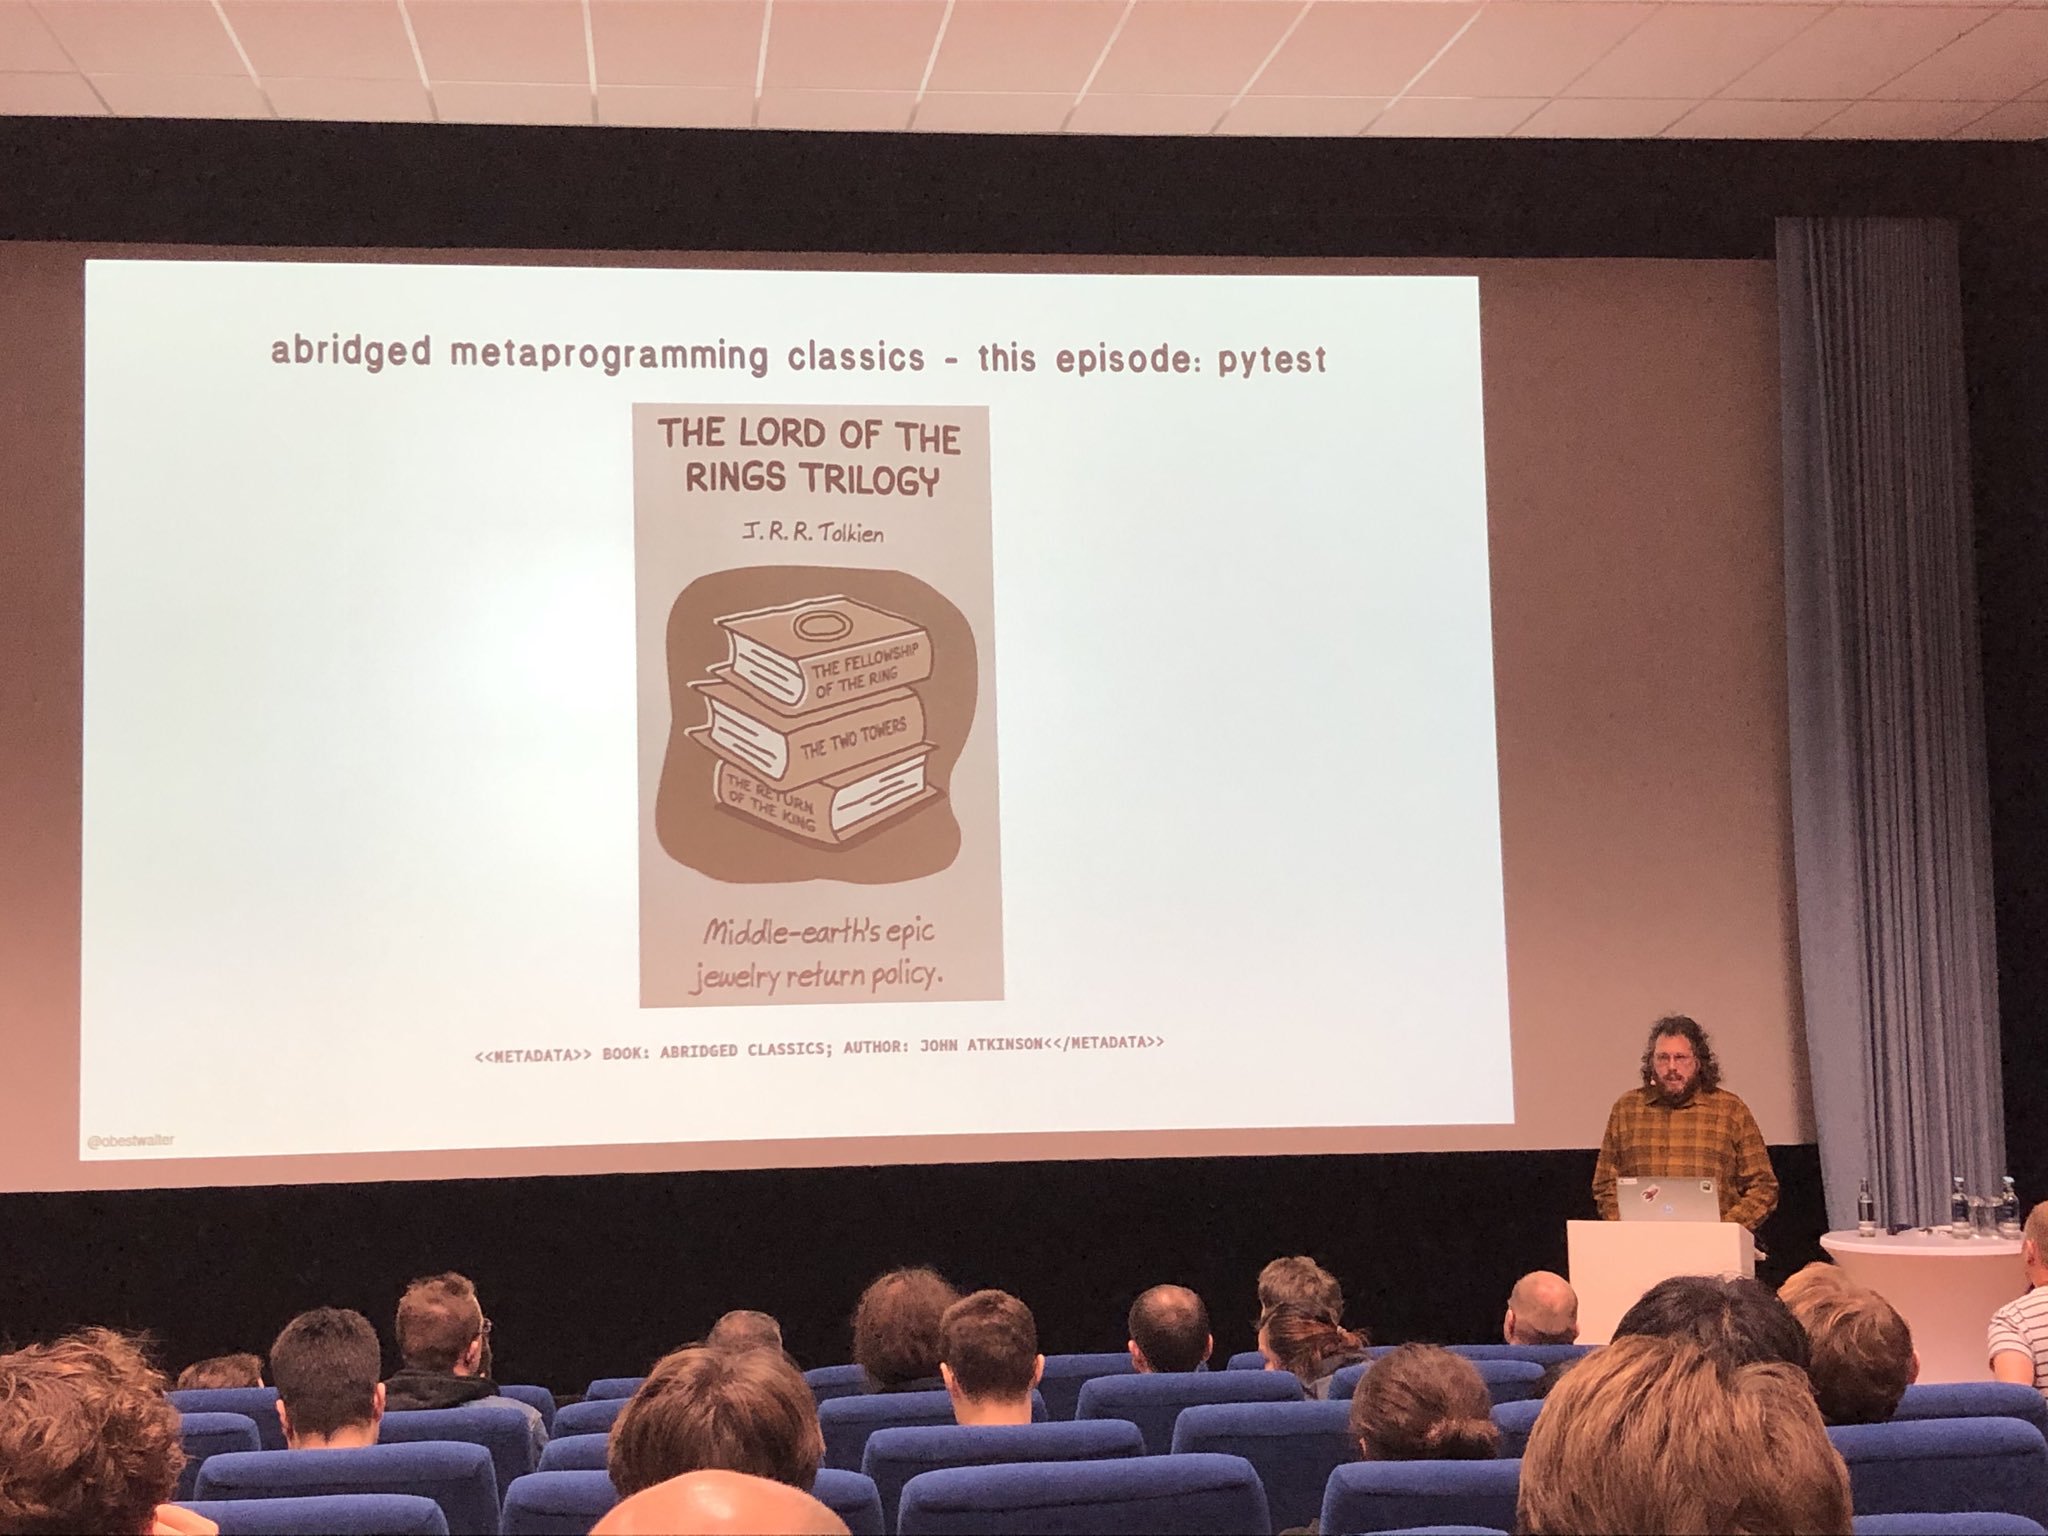 abridged metaprogramming classics - this episode: pytest
THE LORD OF THE
RINGS TRILOGY
J. R. R. Tolkien
THE FELLOWSHIP
OF THE RING
THE TWO TOWERS
THE RETURN
OF THE KING
Middle-earth's epic
jewelry return policy.
<<METADATA>> BOOK: ABRIDGED CLASSICS; AUTHOR: JOHN ATKINSON<</METADATA>>
@obestwalter